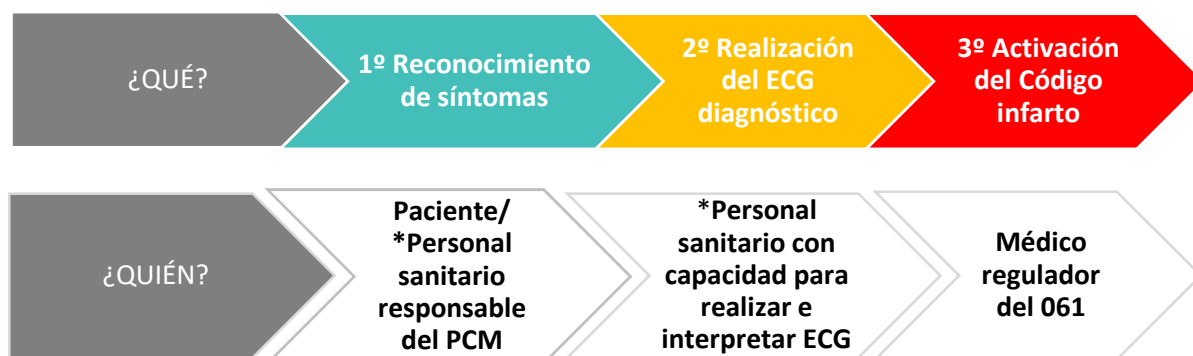 ¿QUÉ?
1º Reconocimiento
de síntomas
2º Realización
del ECG
diagnóstico
3º Activación
del Código
infarto
¿QUIÉN?
Paciente/
*Personal
sanitario
responsable
del PCM
*Personal
sanitario con
capacidad para
realizar e
interpretar ECG
Médico
regulador
del 061